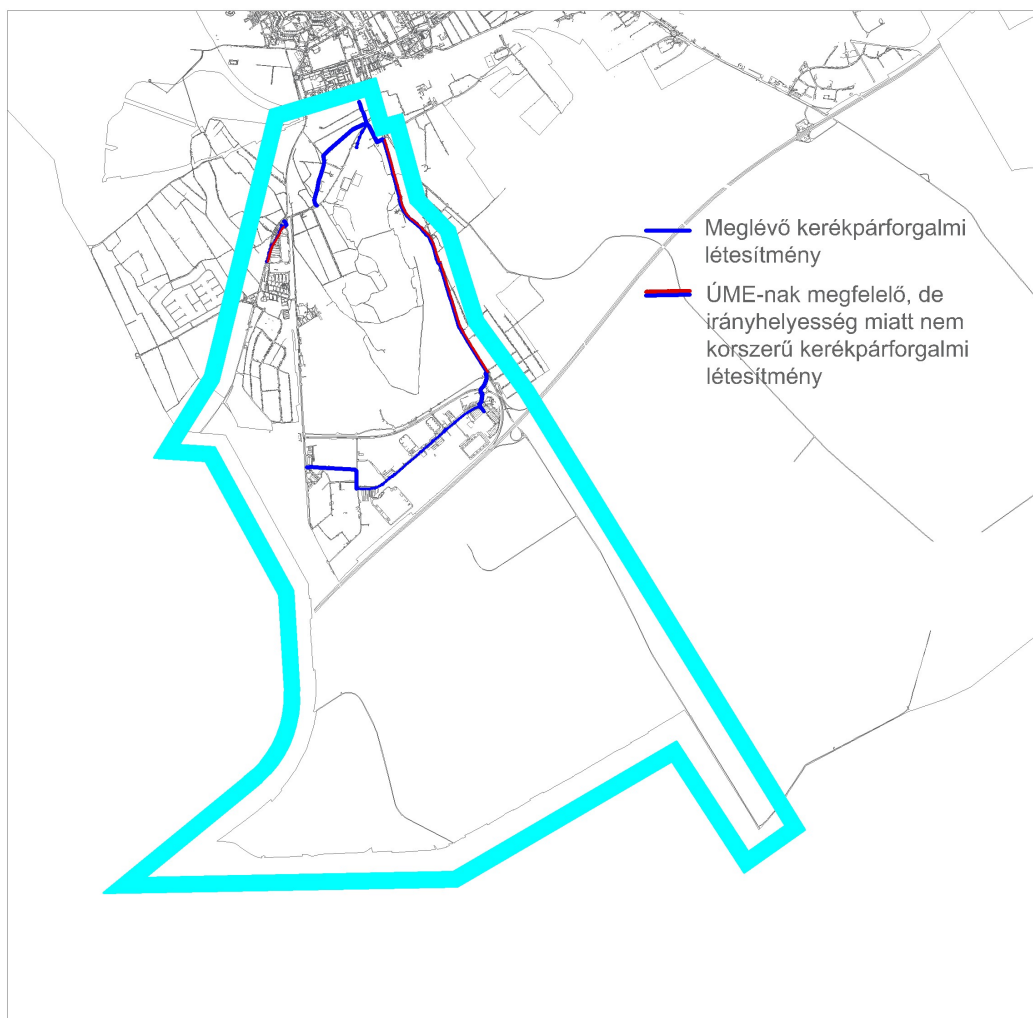 Meglévő kerékpárforgalmi
létesítmény
ÚME-nak megfelelő, de
irányhelyesség miatt nem
korszerű kerékpárforgalmi
létesítmény